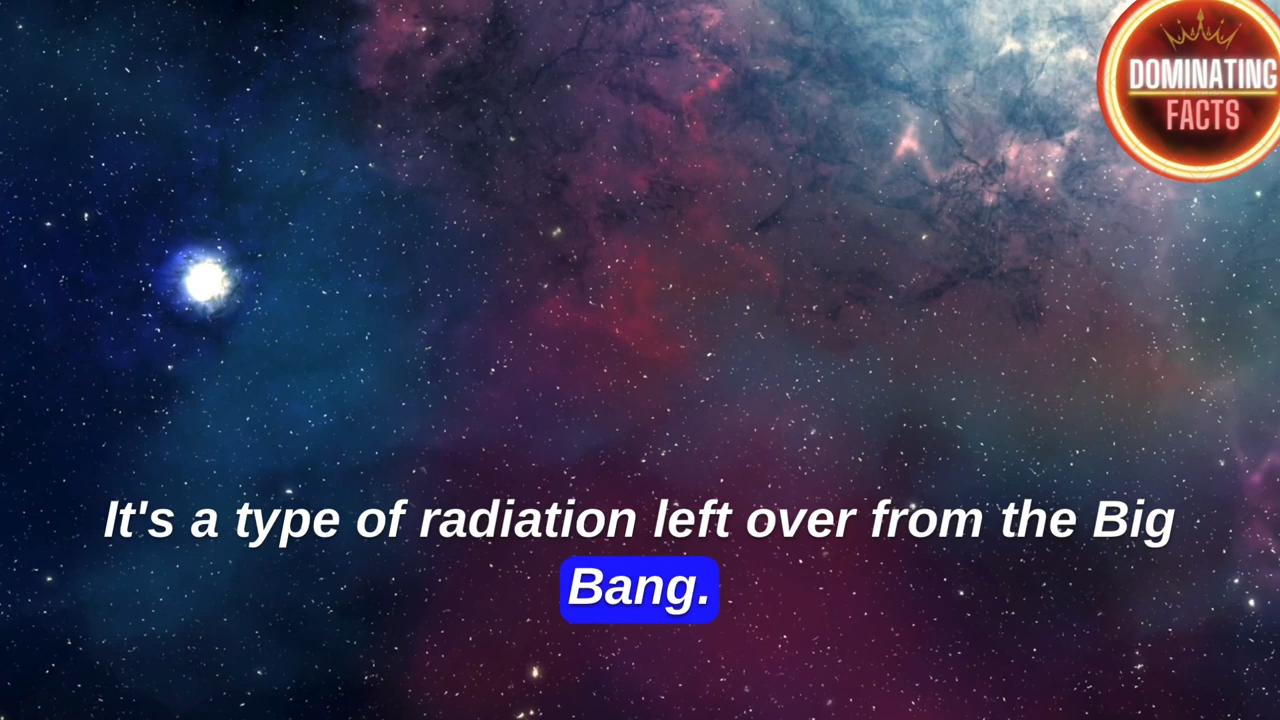 DOMINATING
FACTS
It's a type of radiation left over from the Big
Bang.